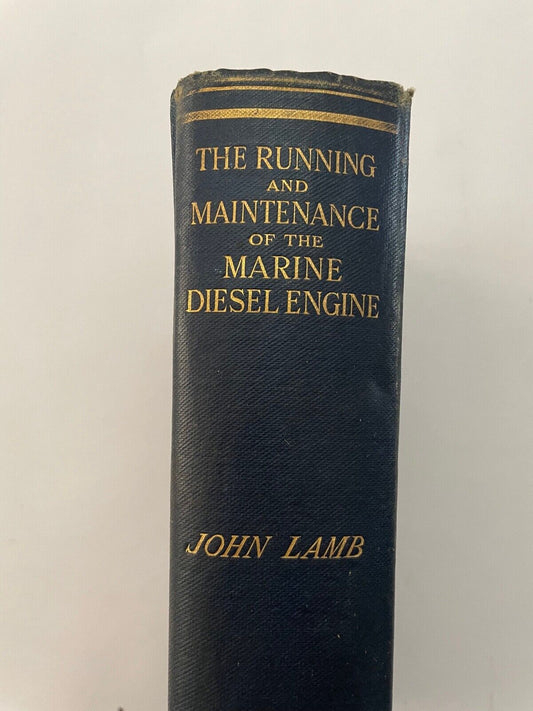 THE RUNNING
AND
MAINTENANCE
OF THE
MARINE
DIESEL ENGINE
JOHN LAMB